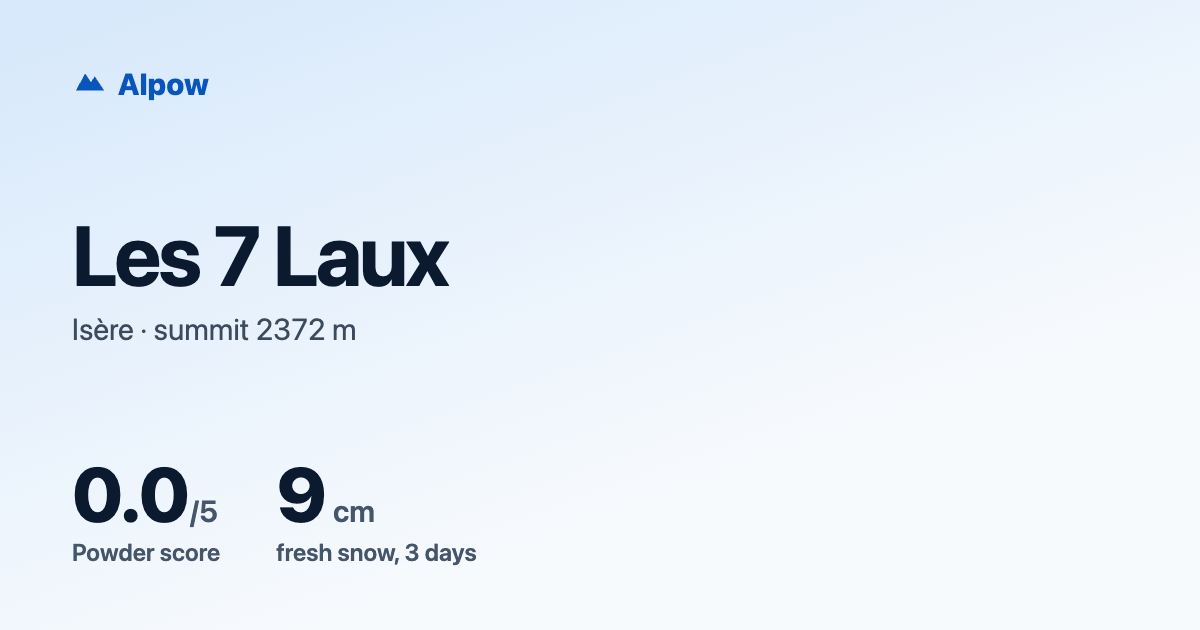 Alpow
Les 7 Laux
Isère · summit 2372 m
0.0/5 9 cm
Powder score fresh snow, 3 days